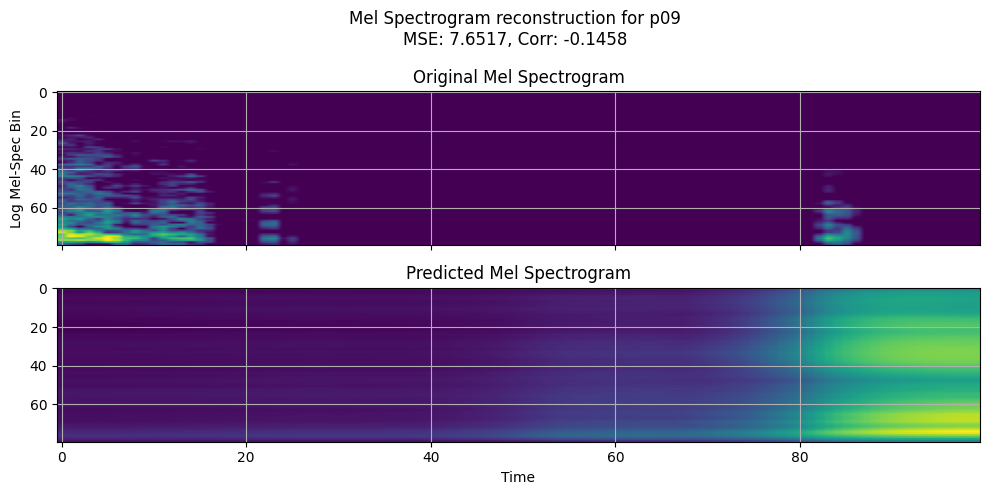 Mel Spectrogram reconstruction for p09
MSE: 7.6517, Corr: -0.1458
Original Mel Spectrogram
Log Mel-Spec Bin
0
20
40
60
Predicted Mel Spectrogram
0
20
40
60
0 20 40 60 80
Time